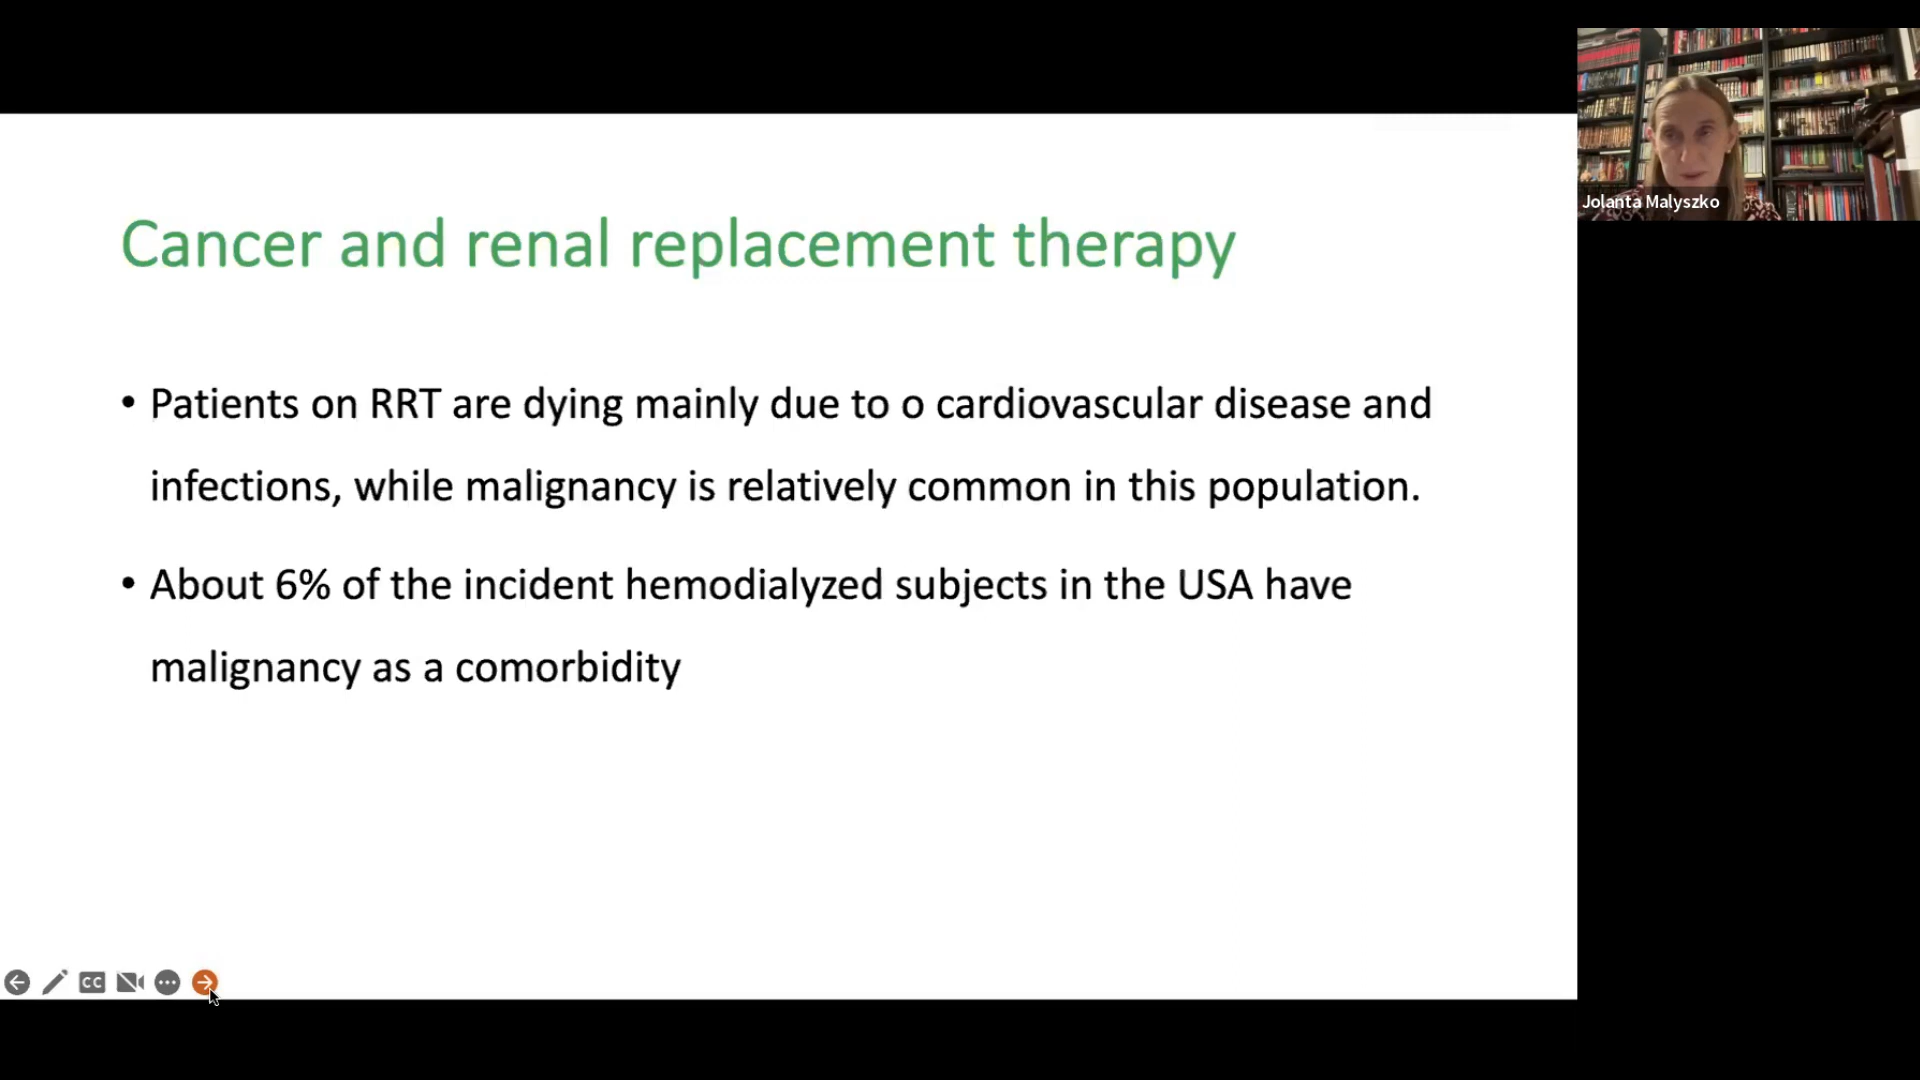 Cancer and renal replacement therapy
• Patients on RRT are dying mainly due to o cardiovascular disease and
infections, while malignancy is relatively common in this population.
• About 6% of the incident hemodialyzed subjects in the USA have
malignancy as a comorbidity
Jolanta Malyszko
CC